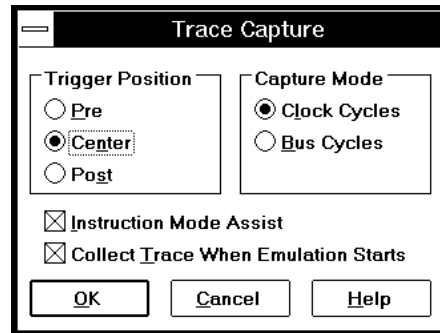 Trace Capture
Trigger Position
Pre
Center
Post
Capture Mode
Clock Cycles
Bus Cycles
Instruction Mode Assist
Collect Trace When Emulation Starts
OK
Cancel
Help